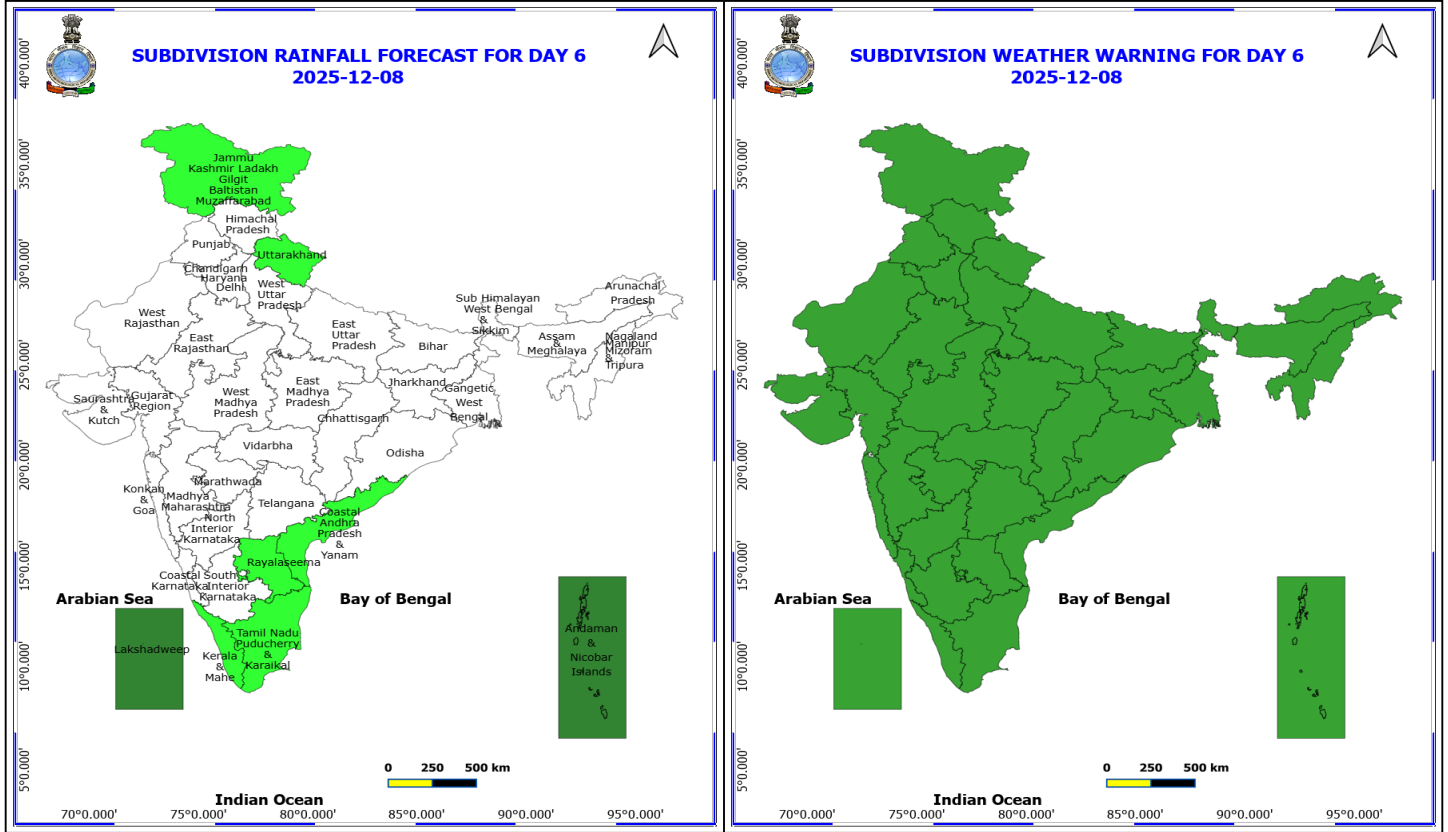 SUBDIVISION RAINFALL FORECAST FOR DAY 6
2025-12-08
40°0.000'
35°0.000'
30°0.000'
25°0.000'
20°0.000'
15°0.000'
10°0.000'
5°0.000'
Jammu
Kashmir Ladakh
Gilgit
Baltistan
Muzaffarabad
Himachal
Pradesh
Punjab
Uttarakhand
Chandigarh
Haryana
Delhi
West
Uttar
Pradesh
West
Rajasthan
East
Rajasthan
East
Uttar
Pradesh
Bihar
Sub Himalayan
West Bengal
&
Sikkim
Arunachal
Pradesh
Assam
&
Meghalaya
Nagaland
Manipur
Mizoram
&
Tripura
Saurashtra
&
Kutch
Gujarat
Region
West
Madhya
Pradesh
East
Madhya
Pradesh
Jharkhand
Gangetic
West
Bengal
Chhattisgarh
Vidarbha
Odisha
Konkan
&
Goa
Madhya
Maharashtra
Marathwada
Telangana
North
Interior
Karnataka
Coastal
Andhra
Pradesh
&
Yanam
Rayalaseema
Coastal
Karnataka
South
Interior
Karnataka
Arabian Sea
Bay of Bengal
Lakshadweep
Kerala
&
Mahe
Tamil Nadu
Puducherry
&
Karaikal
Andaman
&
Nicobar
Islands
0 250 500 km
Indian Ocean
70°0.000' 75°0.000' 80°0.000' 85°0.000' 90°0.000' 95°0.000'
SUBDIVISION WEATHER WARNING FOR DAY 6
2025-12-08
40°0.000'
35°0.000'
30°0.000'
25°0.000'
20°0.000'
15°0.000'
10°0.000'
5°0.000'
Arabian Sea
Bay of Bengal
0 250 500 km
Indian Ocean
70°0.000' 75°0.000' 80°0.000' 85°0.000' 90°0.000' 95°0.000'